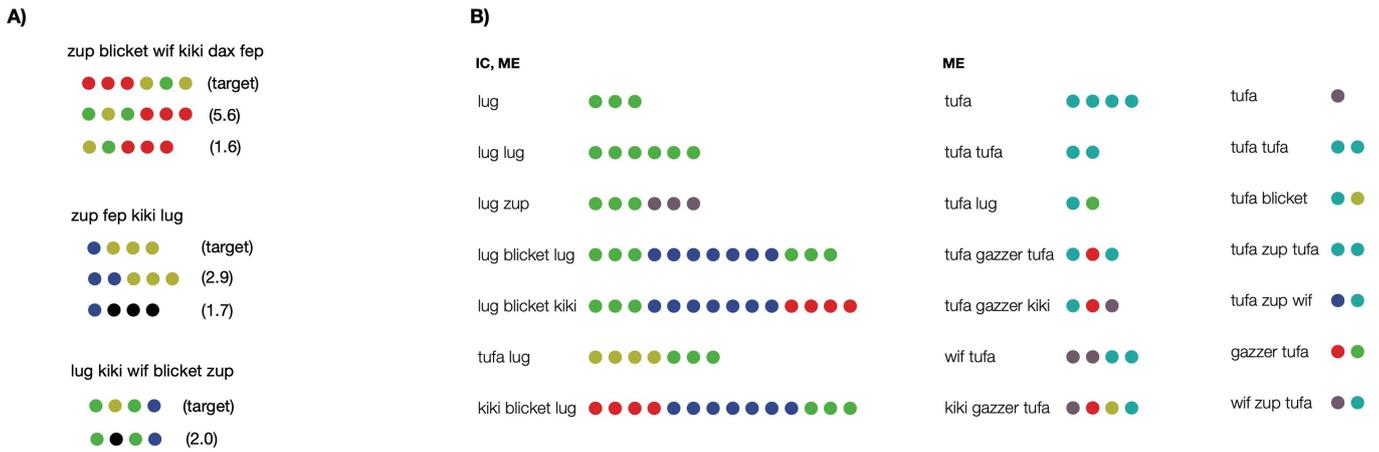 A)
zup blicket wif kiki dax fep
(target)
(5.6)
(1.6)
zup fep kiki lug
(target)
(2.9)
(1.7)
lug kiki wif blicket zup
(target)
(2.0)
B)
IC, ME
lug
lug lug
lug zup
lug blicket lug
lug blicket kiki
tufa lug
kiki blicket lug
ME
tufa
tufa tufa
tufa lug
tufa gazzer tufa
tufa gazzer kiki
wif tufa
kiki gazzer tufa
tufa
tufa tufa
tufa blicket
tufa zup tufa
tufa zup wif
gazzer tufa
wif zup tufa